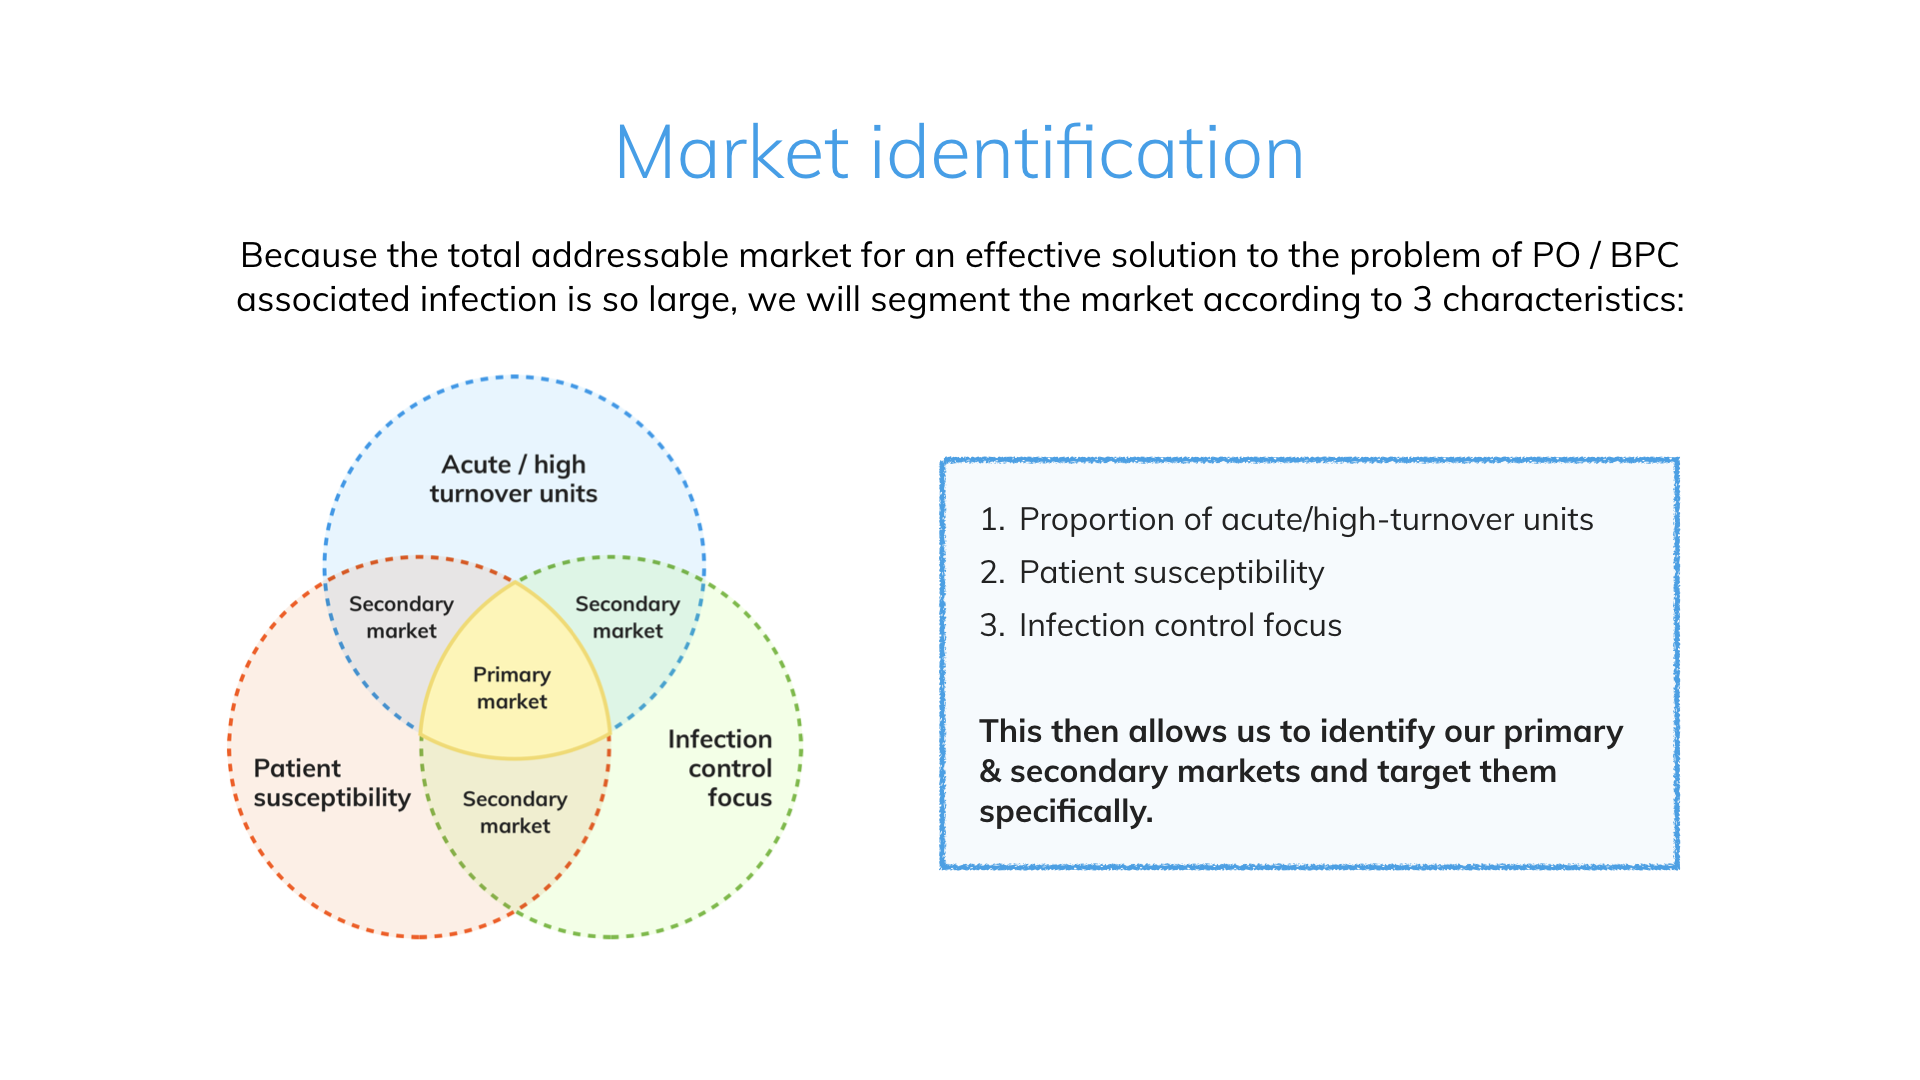 Market identification
Because the total addressable market for an effective solution to the problem of PO / BPC
associated infection is so large, we will segment the market according to 3 characteristics:
Acute / high
turnover units
Secondary
market
Secondary
market
Primary
market
Patient
susceptibility
Infection
control
focus
Secondary
market
1. Proportion of acute/high-turnover units
2. Patient susceptibility
3. Infection control focus
This then allows us to identify our primary
& secondary markets and target them
specifically.